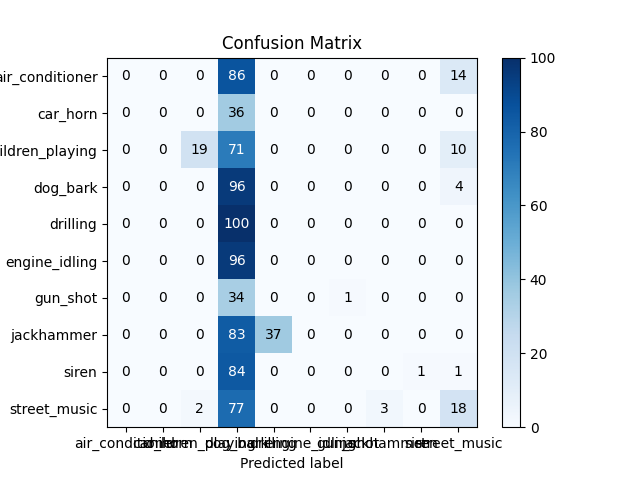 Confusion Matrix
air_conditioner 0 0 0 86 0 0 0 0 0 14
car_horn 0 0 0 36 0 0 0 0 0 0
ildren_playing 0 0 19 71 0 0 0 0 0 10
dog_bark 0 0 0 96 0 0 0 0 0 4
drilling 0 0 0 100 0 0 0 0 0 0
engine_idling 0 0 0 96 0 0 0 0 0 0
gun_shot 0 0 0 34 0 0 1 0 0 0
jackhammer 0 0 0 83 37 0 0 0 0 0
siren 0 0 0 84 0 0 0 0 1 1
street_music 0 0 2 77 0 0 0 3 0 18
street_music
Predicted label
100
80
60
40
20
0